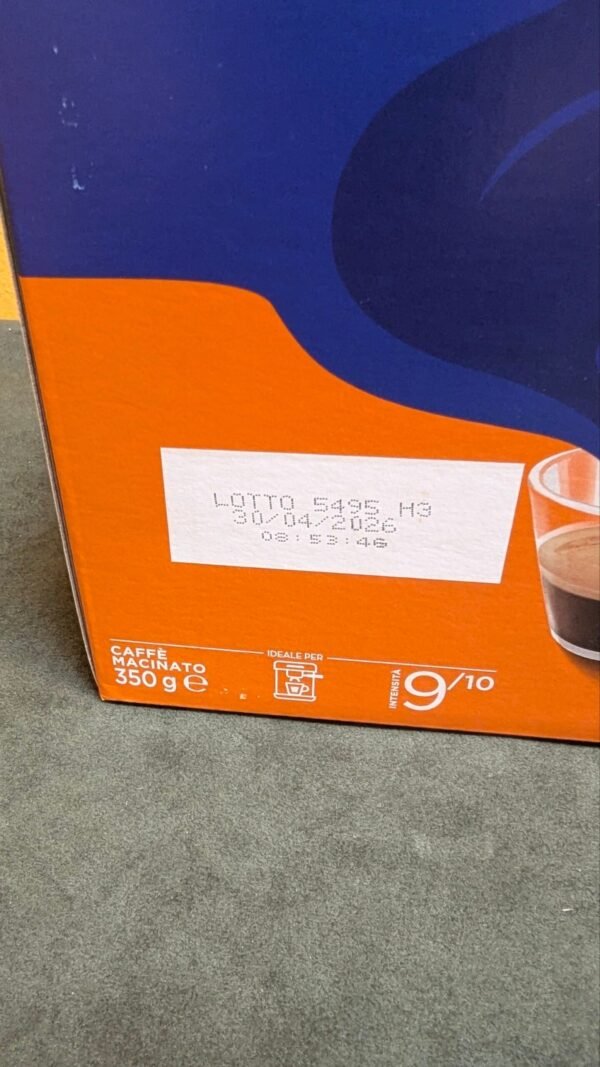 LOTTO 5495 H3
30/04/2026
08:53:46
CAFFÈ
MACINATO
350 g e
IDEALE PER
INTENSITÀ
9/10